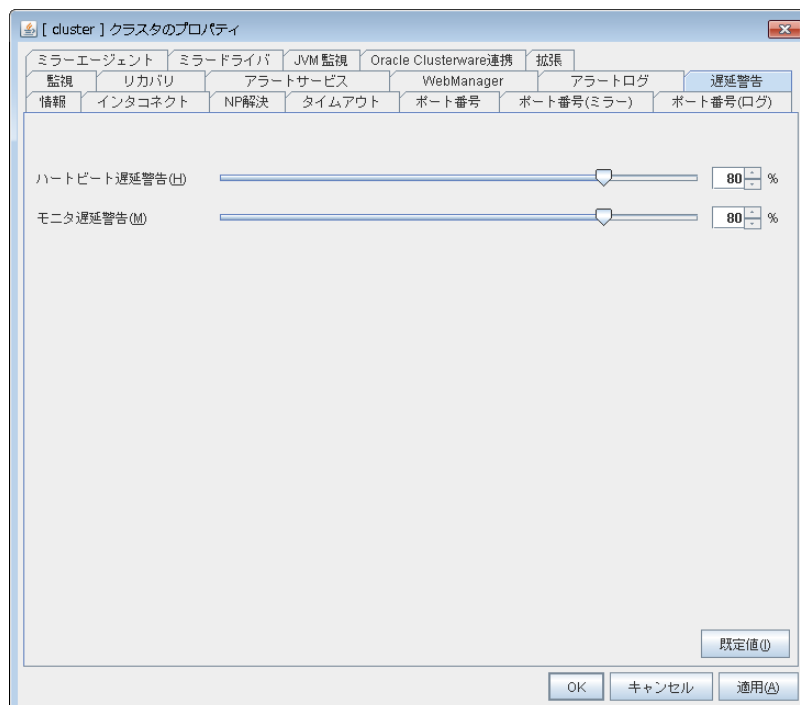 [ cluster ] クラスタのプロパティ
ミラーエージェント ミラードライバ JVM 監視 Oracle Clusterware連携 拡張
監視 リカバリ アラートサービス WebManager アラートログ 遅延警告
情報 インタコネクト NP解決 タイムアウト ポート番号 ポート番号(ミラー) ポート番号(ログ)
ハートビート遅延警告(H) 80 %
モニタ遅延警告(M) 80 %
既定値(I)
OK キャンセル 適用(A)